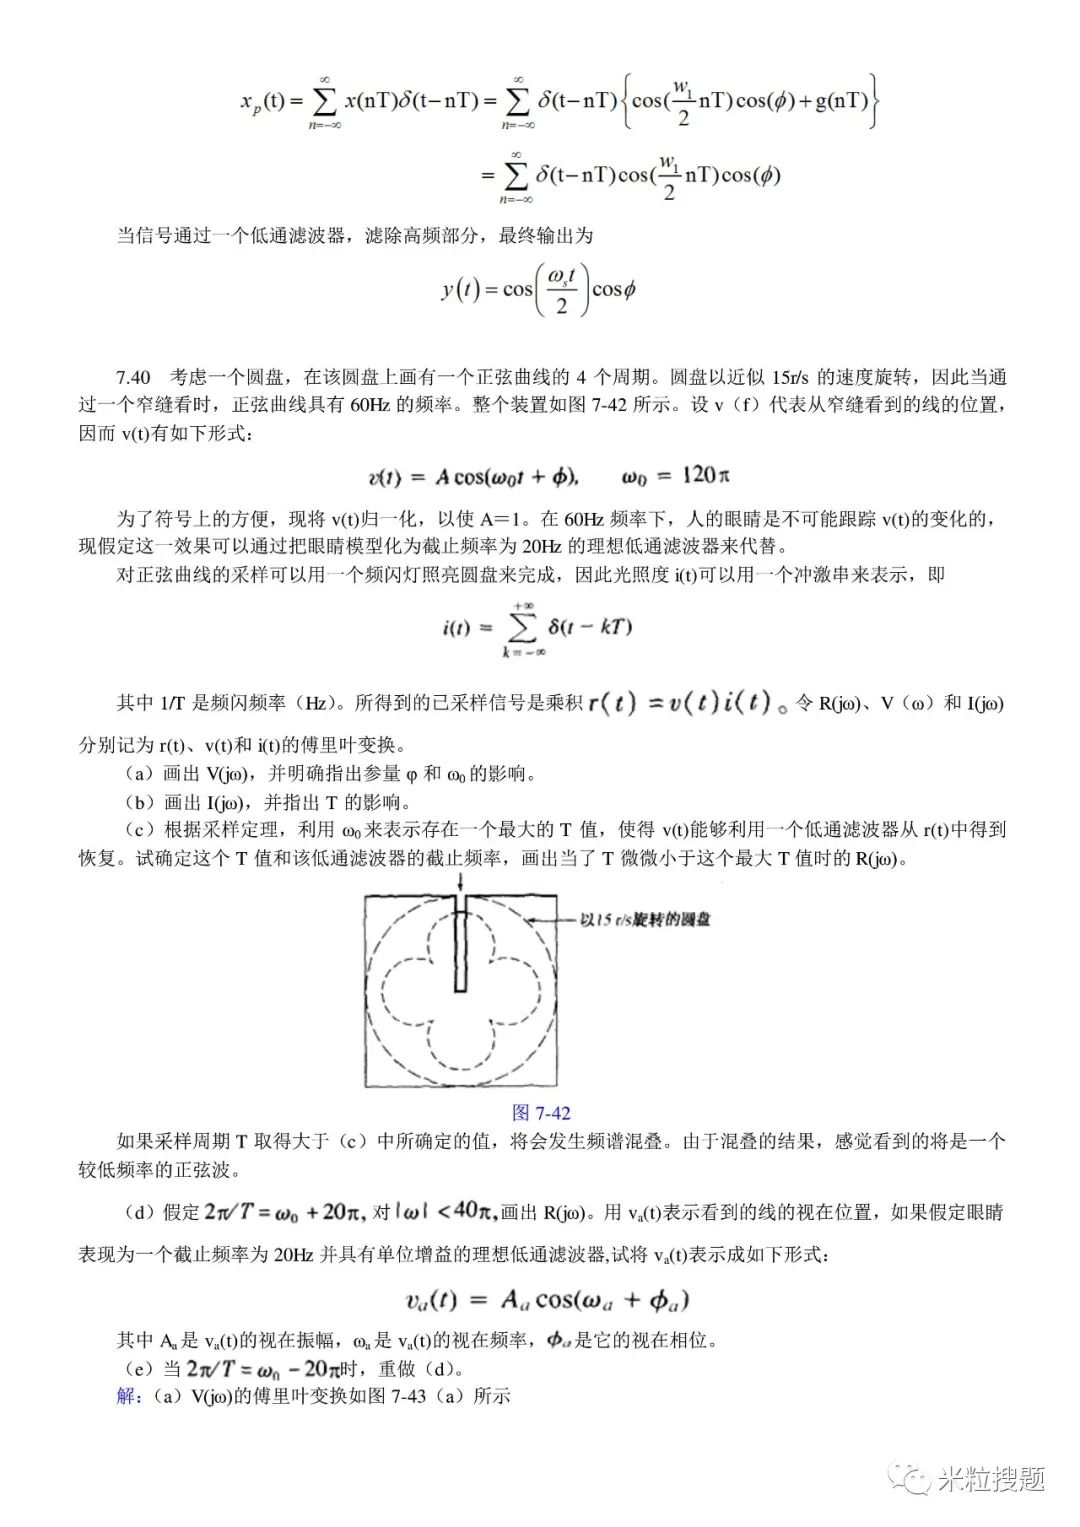 x_p(t) = ∑_{n=-∞}^{∞} x(nT)δ(t−nT) = ∑_{n=-∞}^{∞} δ(t−nT){cos(w₁/2 nT)cos(ϕ)+g(nT)}
= ∑_{n=-∞}^{∞} δ(t−nT)cos(w₁/2 nT)cos(ϕ)
当信号通过一个低通滤波器，滤除高频部分，最终输出为
y(t) = cos(ω_s t/2)cosϕ
7.40 考虑一个圆盘，在该圆盘上画有一个正弦曲线的 4 个周期。圆盘以近似 15r/s 的速度旋转，因此当通
过一个窄缝看时，正弦曲线具有 60Hz 的频率。整个装置如图 7-42 所示。设 v（f）代表从窄缝看到的线的位置，
因而 v(t)有如下形式：
v(t) = A cos(ω₀t + ϕ), ω₀ = 120π
为了符号上的方便，现将 v(t)归一化，以使 A＝1。在 60Hz 频率下，人的眼睛是不可能跟踪 v(t)的变化的，
现假定这一效果可以通过把眼睛模型化为截止频率为 20Hz 的理想低通滤波器来代替。
对正弦曲线的采样可以用一个频闪灯照亮圆盘来完成，因此光照度 i(t)可以用一个冲激串来表示，即
i(t) = ∑_{k=-∞}^{+∞} δ(t − kT)
其中 1/T 是频闪频率（Hz）。所得到的已采样信号是乘积 r(t) = v(t)i(t)。令 R(jω)、V（ω）和 I(jω)
分别记为 r(t)、v(t)和 i(t)的傅里叶变换。
（a）画出 V(jω)，并明确指出参量 φ 和 ω₀ 的影响。
（b）画出 I(jω)，并指出 T 的影响。
（c）根据采样定理，利用 ω₀ 来表示存在一个最大的 T 值，使得 v(t)能够利用一个低通滤波器从 r(t)中得到
恢复。试确定这个 T 值和该低通滤波器的截止频率，画出当了 T 微微小于这个最大 T 值时的 R(jω)。
以15 r/s旋转的圆盘
图 7-42
如果采样周期 T 取得大于（c）中所确定的值，将会发生频谱混叠。由于混叠的结果，感觉看到的将是一个
较低频率的正弦波。
（d）假定 2π/T = ω₀ + 20π, 对 |ω| < 40π, 画出 R(jω)。用 vₐ(t)表示看到的线的视在位置，如果假定眼睛
表现为一个截止频率为 20Hz 并具有单位增益的理想低通滤波器,试将 vₐ(t)表示成如下形式：
vₐ(t) = Aₐ cos(ωₐ + ϕₐ)
其中 Aₐ 是 vₐ(t)的视在振幅，ωₐ 是 vₐ(t)的视在频率，ϕₐ 是它的视在相位。
（e）当 2π/T = ω₀ − 20π时，重做（d）。
解:（a）V(jω)的傅里叶变换如图 7-43（a）所示
米粒搜题